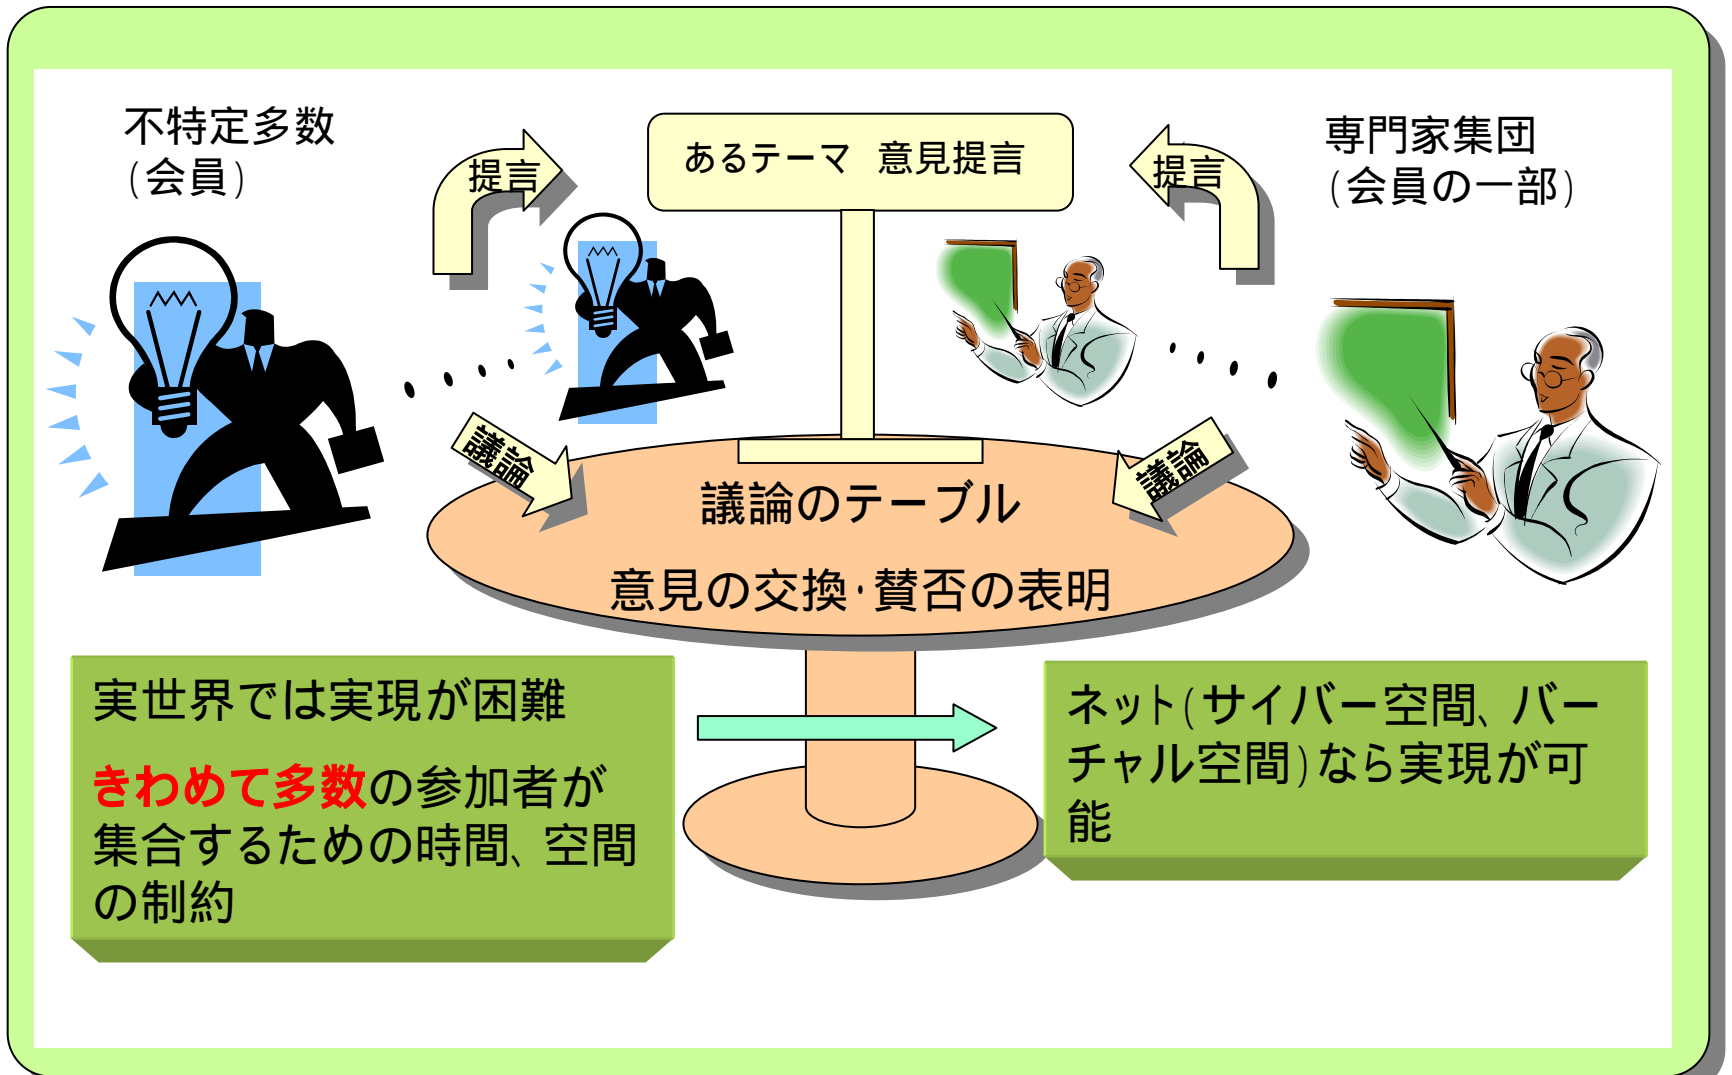 不特定多数
(会員)
提言
あるテーマ 意見提言
提言
専門家集団
(会員の一部)
議論
議論
議論のテーブル
意見の交換・賛否の表明
実世界では実現が困難
きわめて多数の参加者が
集合するための時間、空間
の制約
ネット(サイバー空間、バー
チャル空間)なら実現が可
能